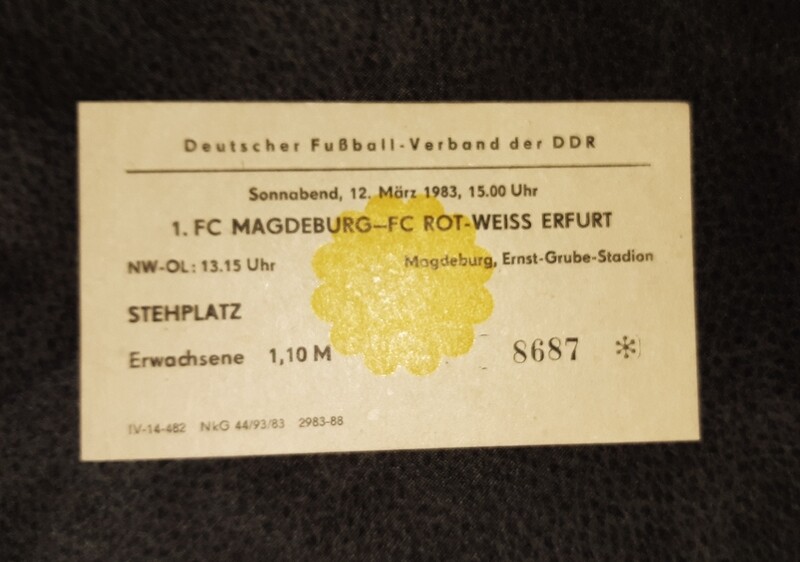 Deutscher Fußball-Verband der DDR
Sonnabend, 12. März 1983, 15.00 Uhr
1. FC MAGDEBURG–FC ROT-WEISS ERFURT
NW-OL: 13.15 Uhr Magdeburg, Ernst-Grube-Stadion
STEHPLATZ
Erwachsene 1,10 M 8687 *
IV-14-482 NkG 44/93/83 2983-88